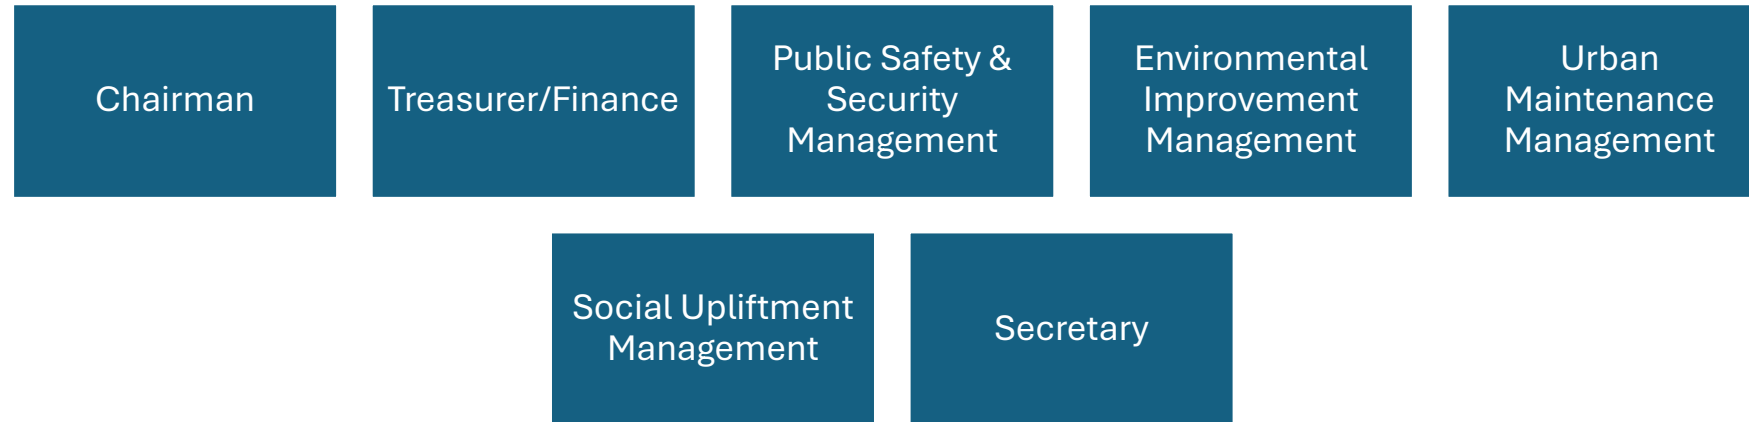 Chairman
Treasurer/Finance
Public Safety &
Security
Management
Environmental
Improvement
Management
Urban
Maintenance
Management
Social Upliftment
Management
Secretary